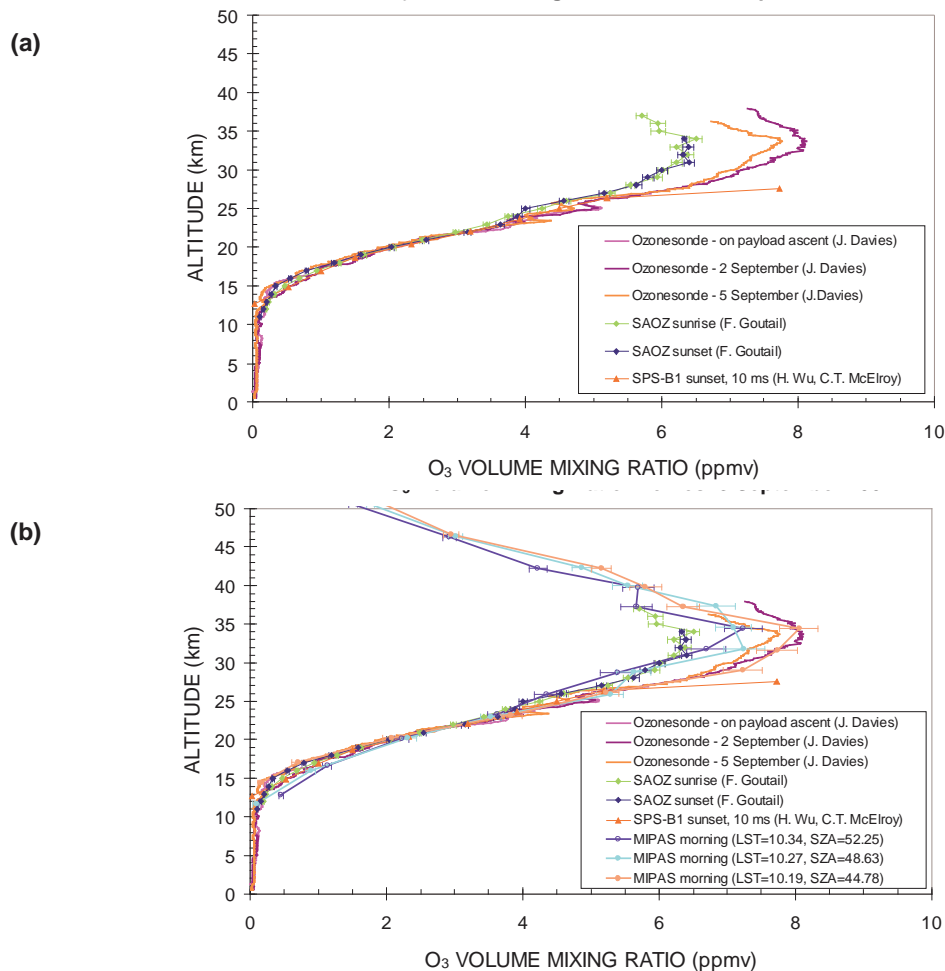 (a)
50
45
40
35
30
25
20
15
10
5
0
ALTITUDE (km)
Ozonesonde - on payload ascent (J. Davies)
Ozonesonde - 2 September (J. Davies)
Ozonesonde - 5 September (J.Davies)
SAOZ sunrise (F. Goutail)
SAOZ sunset (F. Goutail)
SPS-B1 sunset, 10 ms (H. Wu, C.T. McElroy)
0 2 4 6 8 10
O₃ VOLUME MIXING RATIO (ppmv)
(b)
50
45
40
35
30
25
20
15
10
5
0
ALTITUDE (km)
Ozonesonde - on payload ascent (J. Davies)
Ozonesonde - 2 September (J. Davies)
Ozonesonde - 5 September (J. Davies)
SAOZ sunrise (F. Goutail)
SAOZ sunset (F. Goutail)
SPS-B1 sunset, 10 ms (H. Wu, C.T. McElroy)
MIPAS morning (LST=10.34, SZA=52.25)
MIPAS morning (LST=10.27, SZA=48.63)
MIPAS morning (LST=10.19, SZA=44.78)
0 2 4 6 8 10
O₃ VOLUME MIXING RATIO (ppmv)